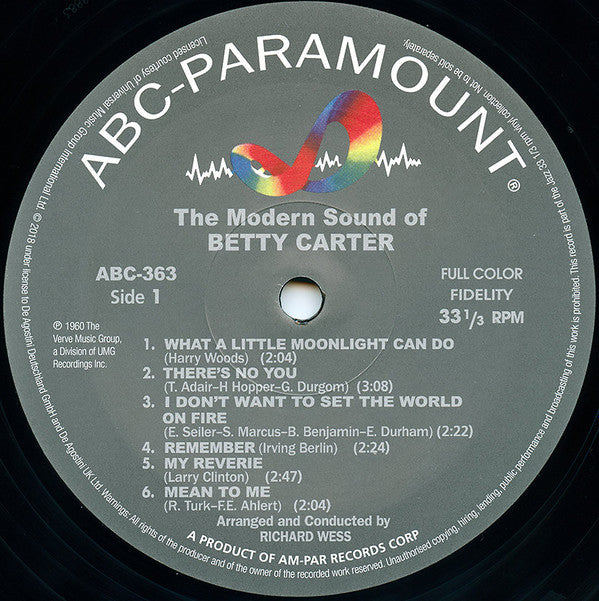 ABC-PARAMOUNT®
The Modern Sound of
BETTY CARTER
ABC-363
Side 1
FULL COLOR
FIDELITY
33 1/3 RPM
℗ 1960 The
Verve Music Group,
a Division of UMG
Recordings Inc.
1. WHAT A LITTLE MOONLIGHT CAN DO
(Harry Woods) (2:04)
2. THERE'S NO YOU
(T. Adair–H Hopper–G. Durgom) (3:08)
3. I DON'T WANT TO SET THE WORLD
ON FIRE
(E. Seiler–S. Marcus–B. Benjamin–E. Durham) (2:22)
4. REMEMBER (Irving Berlin) (2:24)
5. MY REVERIE
(Larry Clinton) (2:47)
6. MEAN TO ME
(R. Turk–F.E. Ahlert) (2:04)
Arranged and Conducted by
RICHARD WESS
A PRODUCT OF AM-PAR RECORDS CORP
Licensed courtesy of Universal Music Group International Ltd. © 2018 under license to De Agostini Deutschland GmbH and De Agostini UK Ltd. Warnings: All rights of the producer and of the owner of the recorded work reserved. Unauthorised copying, hiring, lending, public performance and broadcasting of this record is prohibited. This record is part of the Jazz 33 1/3 rpm vinyl collection. Not to be sold separately.